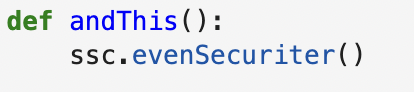 def andThis():
    ssc.evenSecuriter()